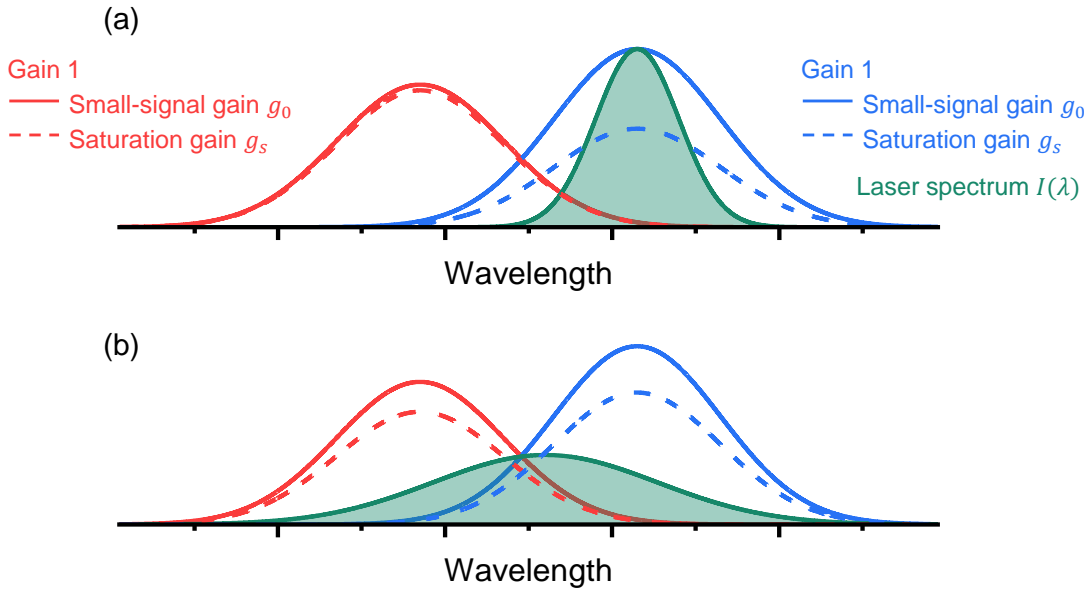 (a)
Gain 1
Small-signal gain g₀
Saturation gain gₛ
Gain 1
Small-signal gain g₀
Saturation gain gₛ
Laser spectrum I(λ)
Wavelength
(b)
Wavelength